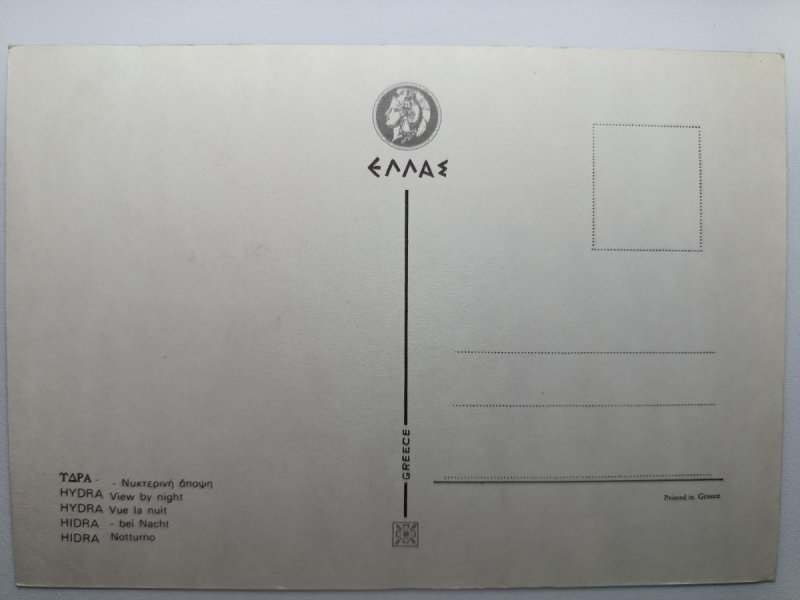 ΕΛΛΑΣ
GREECE
ΥΔΡΑ - - Νυκτερινή άποψη
HYDRA View by night
HYDRA Vue la nuit
HIDRA - bei Nacht
HIDRA Notturno
Printed in Greece